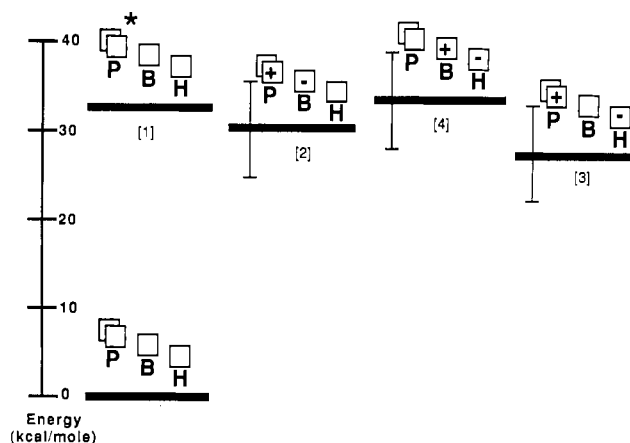 40
*
P
B
H
[1]
+
P
-
B
H
[2]
P
+
B
-
H
[4]
+
P
B
-
H
[3]
30
20
10
P
B
H
0
Energy
(kcal/mole)